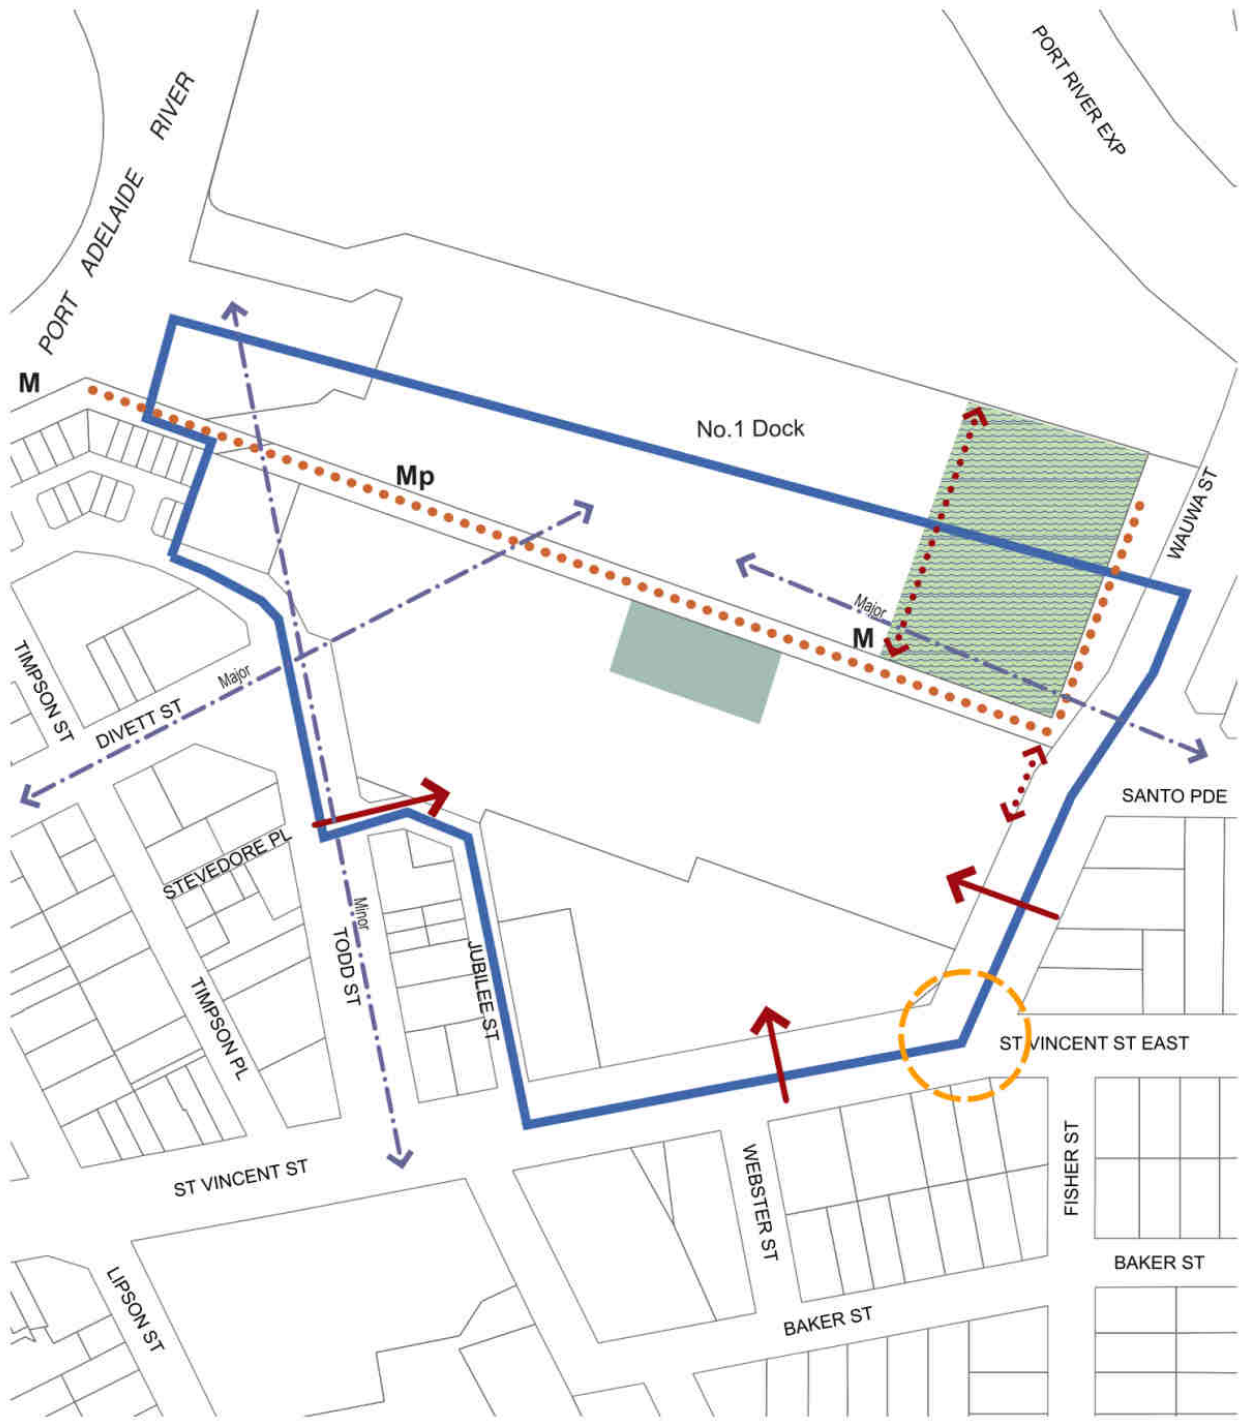 PORT RIVER EXP
PORT ADELAIDE RIVER
M
No.1 Dock
Mp
WAUWA ST
Major
M
TIMPSON ST
Major
DIVETT ST
SANTO PDE
STEVEDORE PL
Minor
TODD ST
JUBILEE ST
TIMPSON PL
ST VINCENT ST EAST
ST VINCENT ST
WEBSTER ST
FISHER ST
BAKER ST
LIPSON ST
BAKER ST